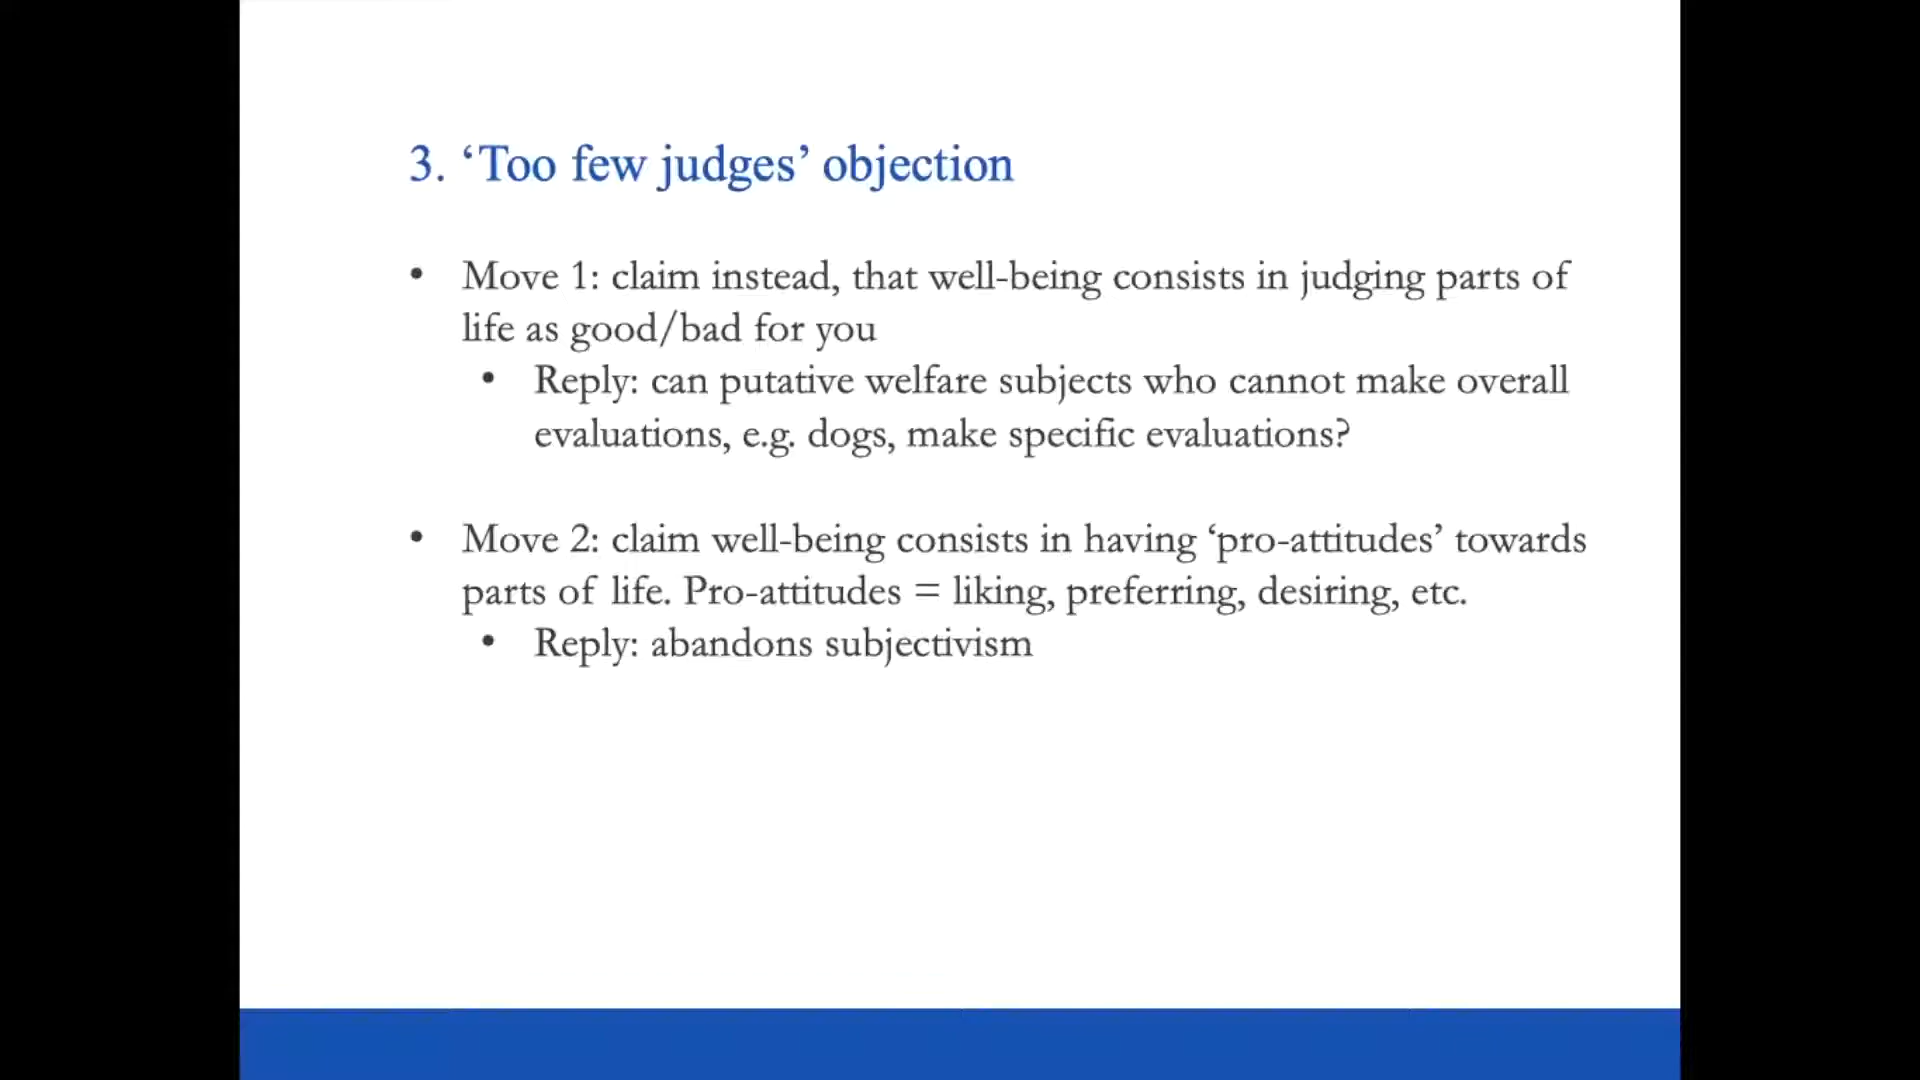 3. ‘Too few judges’ objection
• Move 1: claim instead, that well-being consists in judging parts of
life as good/bad for you
• Reply: can putative welfare subjects who cannot make overall
evaluations, e.g. dogs, make specific evaluations?
• Move 2: claim well-being consists in having ‘pro-attitudes’ towards
parts of life. Pro-attitudes = liking, preferring, desiring, etc.
• Reply: abandons subjectivism